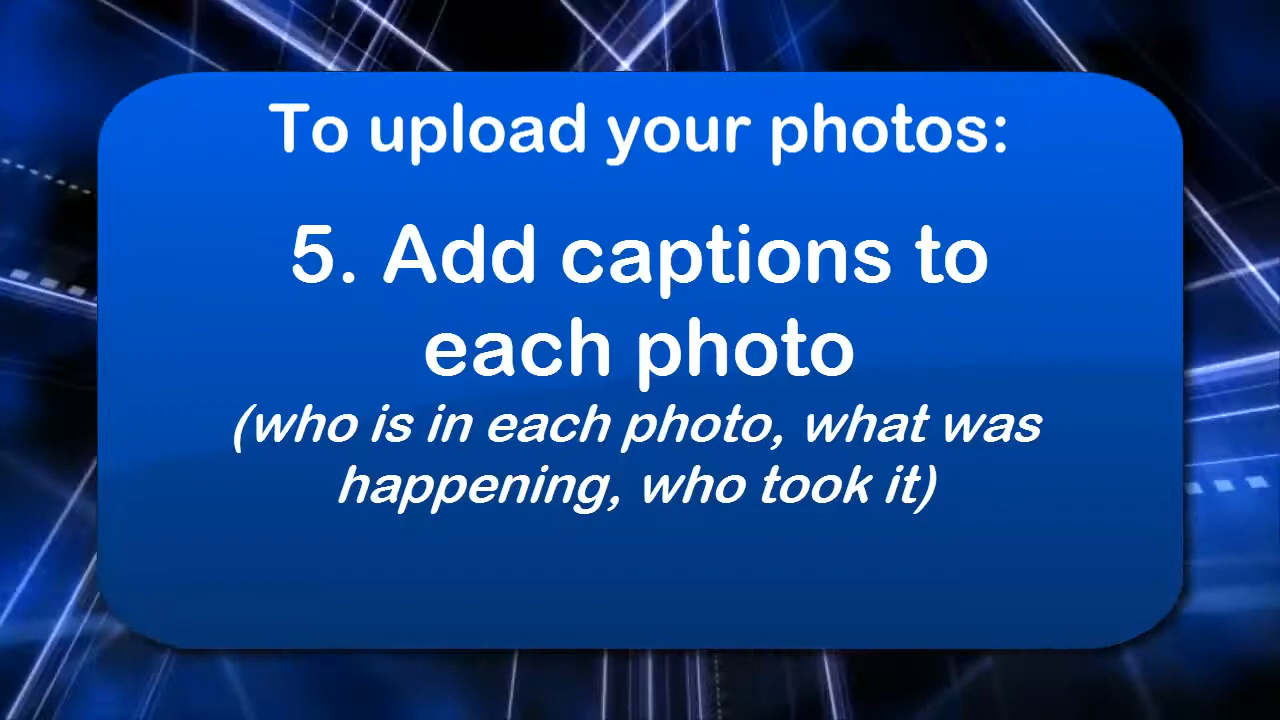 To upload your photos:
5. Add captions to
each photo
(who is in each photo, what was
happening, who took it)